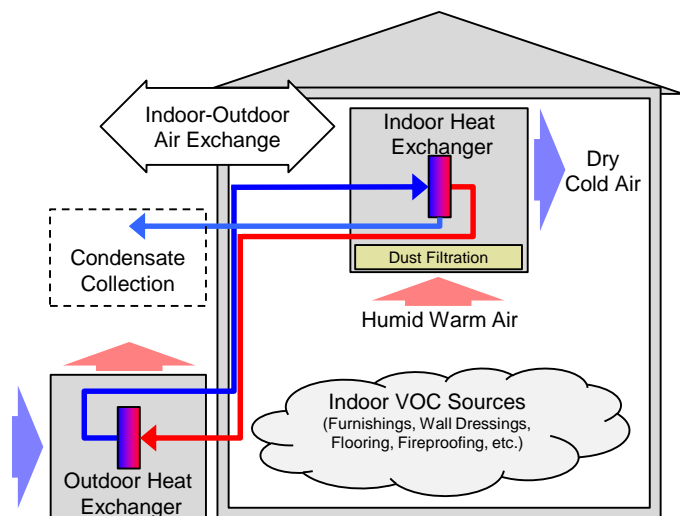 Indoor-Outdoor
Air Exchange
Indoor Heat
Exchanger
Dry
Cold Air
Condensate
Collection
Dust Filtration
Humid Warm Air
Indoor VOC Sources
(Furnishings, Wall Dressings,
Flooring, Fireproofing, etc.)
Outdoor Heat
Exchanger